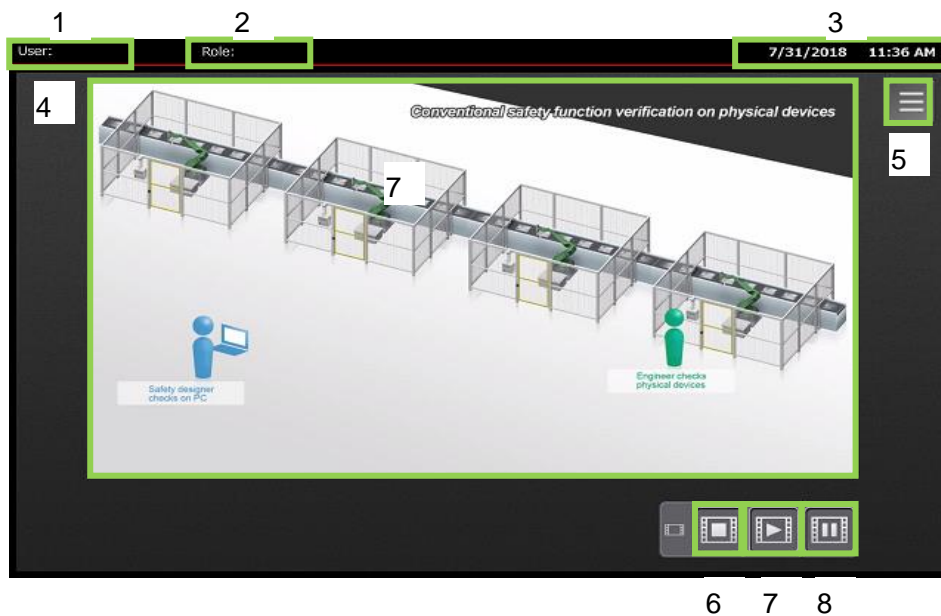 1 2 3
User: Role: 7/31/2018 11:36 AM
4 Conventional safety function verification on physical devices
5
7
Safety designer
checks on PC
Engineer checks
physical devices
6 7 8